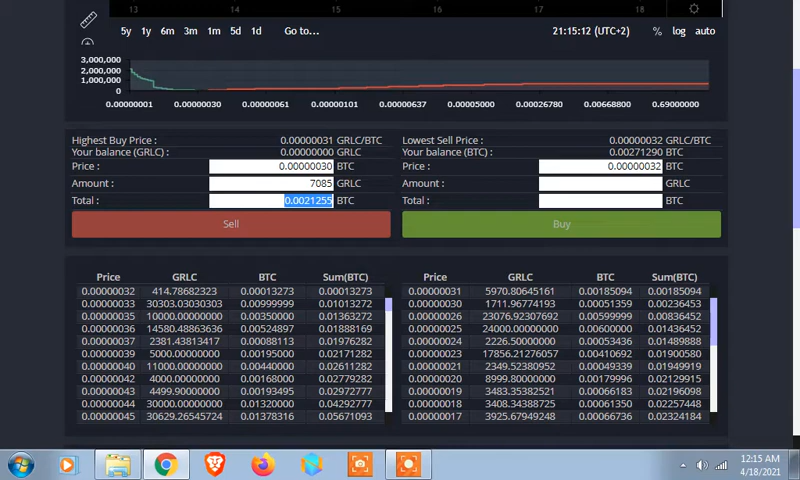 13 14 15 16 17 18
5y 1y 6m 3m 1m 5d 1d Go to... 21:15:12 (UTC+2) % log auto
3,000,000
2,000,000
1,000,000
0
0.00000001 0.00000030 0.00000061 0.00000101 0.00000637 0.00005000 0.00026780 0.00668800 0.69000000
Highest Buy Price : 0.00000031 GRLC/BTC
Your balance (GRLC) : 0.00000000 GRLC
Price : 0.00000030 BTC
Amount : 7085 GRLC
Total : 0.0021255 BTC
Sell
Lowest Sell Price : 0.00000032 GRLC/BTC
Your balance (BTC) : 0.00271290 BTC
Price : 0.00000032 BTC
Amount : GRLC
Total : BTC
Buy
Price GRLC BTC Sum(BTC)
0.00000032 414.78682323 0.00013273 0.00013273
0.00000033 30303.03030303 0.00999999 0.01013272
0.00000035 10000.00000000 0.00350000 0.01363272
0.00000036 14580.48863636 0.00524897 0.01888169
0.00000037 2381.43813417 0.00088113 0.01976282
0.00000039 5000.00000000 0.00195000 0.02171282
0.00000040 11000.00000000 0.00440000 0.02611282
0.00000042 4000.00000000 0.00168000 0.02779282
0.00000043 4499.90000000 0.00193495 0.02972777
0.00000044 30000.00000000 0.01320000 0.04292777
0.00000045 30629.26545724 0.01378316 0.05671093
Price GRLC BTC Sum(BTC)
0.00000031 5970.80645161 0.00185094 0.00185094
0.00000030 1711.96774193 0.00051359 0.00236453
0.00000026 23076.92307692 0.00599999 0.00836452
0.00000025 24000.00000000 0.00600000 0.01436452
0.00000024 2226.50000000 0.00053436 0.01489888
0.00000023 17856.21276057 0.00410692 0.01900580
0.00000021 2349.52380952 0.00049339 0.01949919
0.00000020 8999.80000000 0.00179996 0.02129915
0.00000019 3483.35382521 0.00066183 0.02196098
0.00000018 3408.34388725 0.00061350 0.02257448
0.00000017 3925.67949248 0.00066736 0.02324184
12:15 AM
4/18/2021